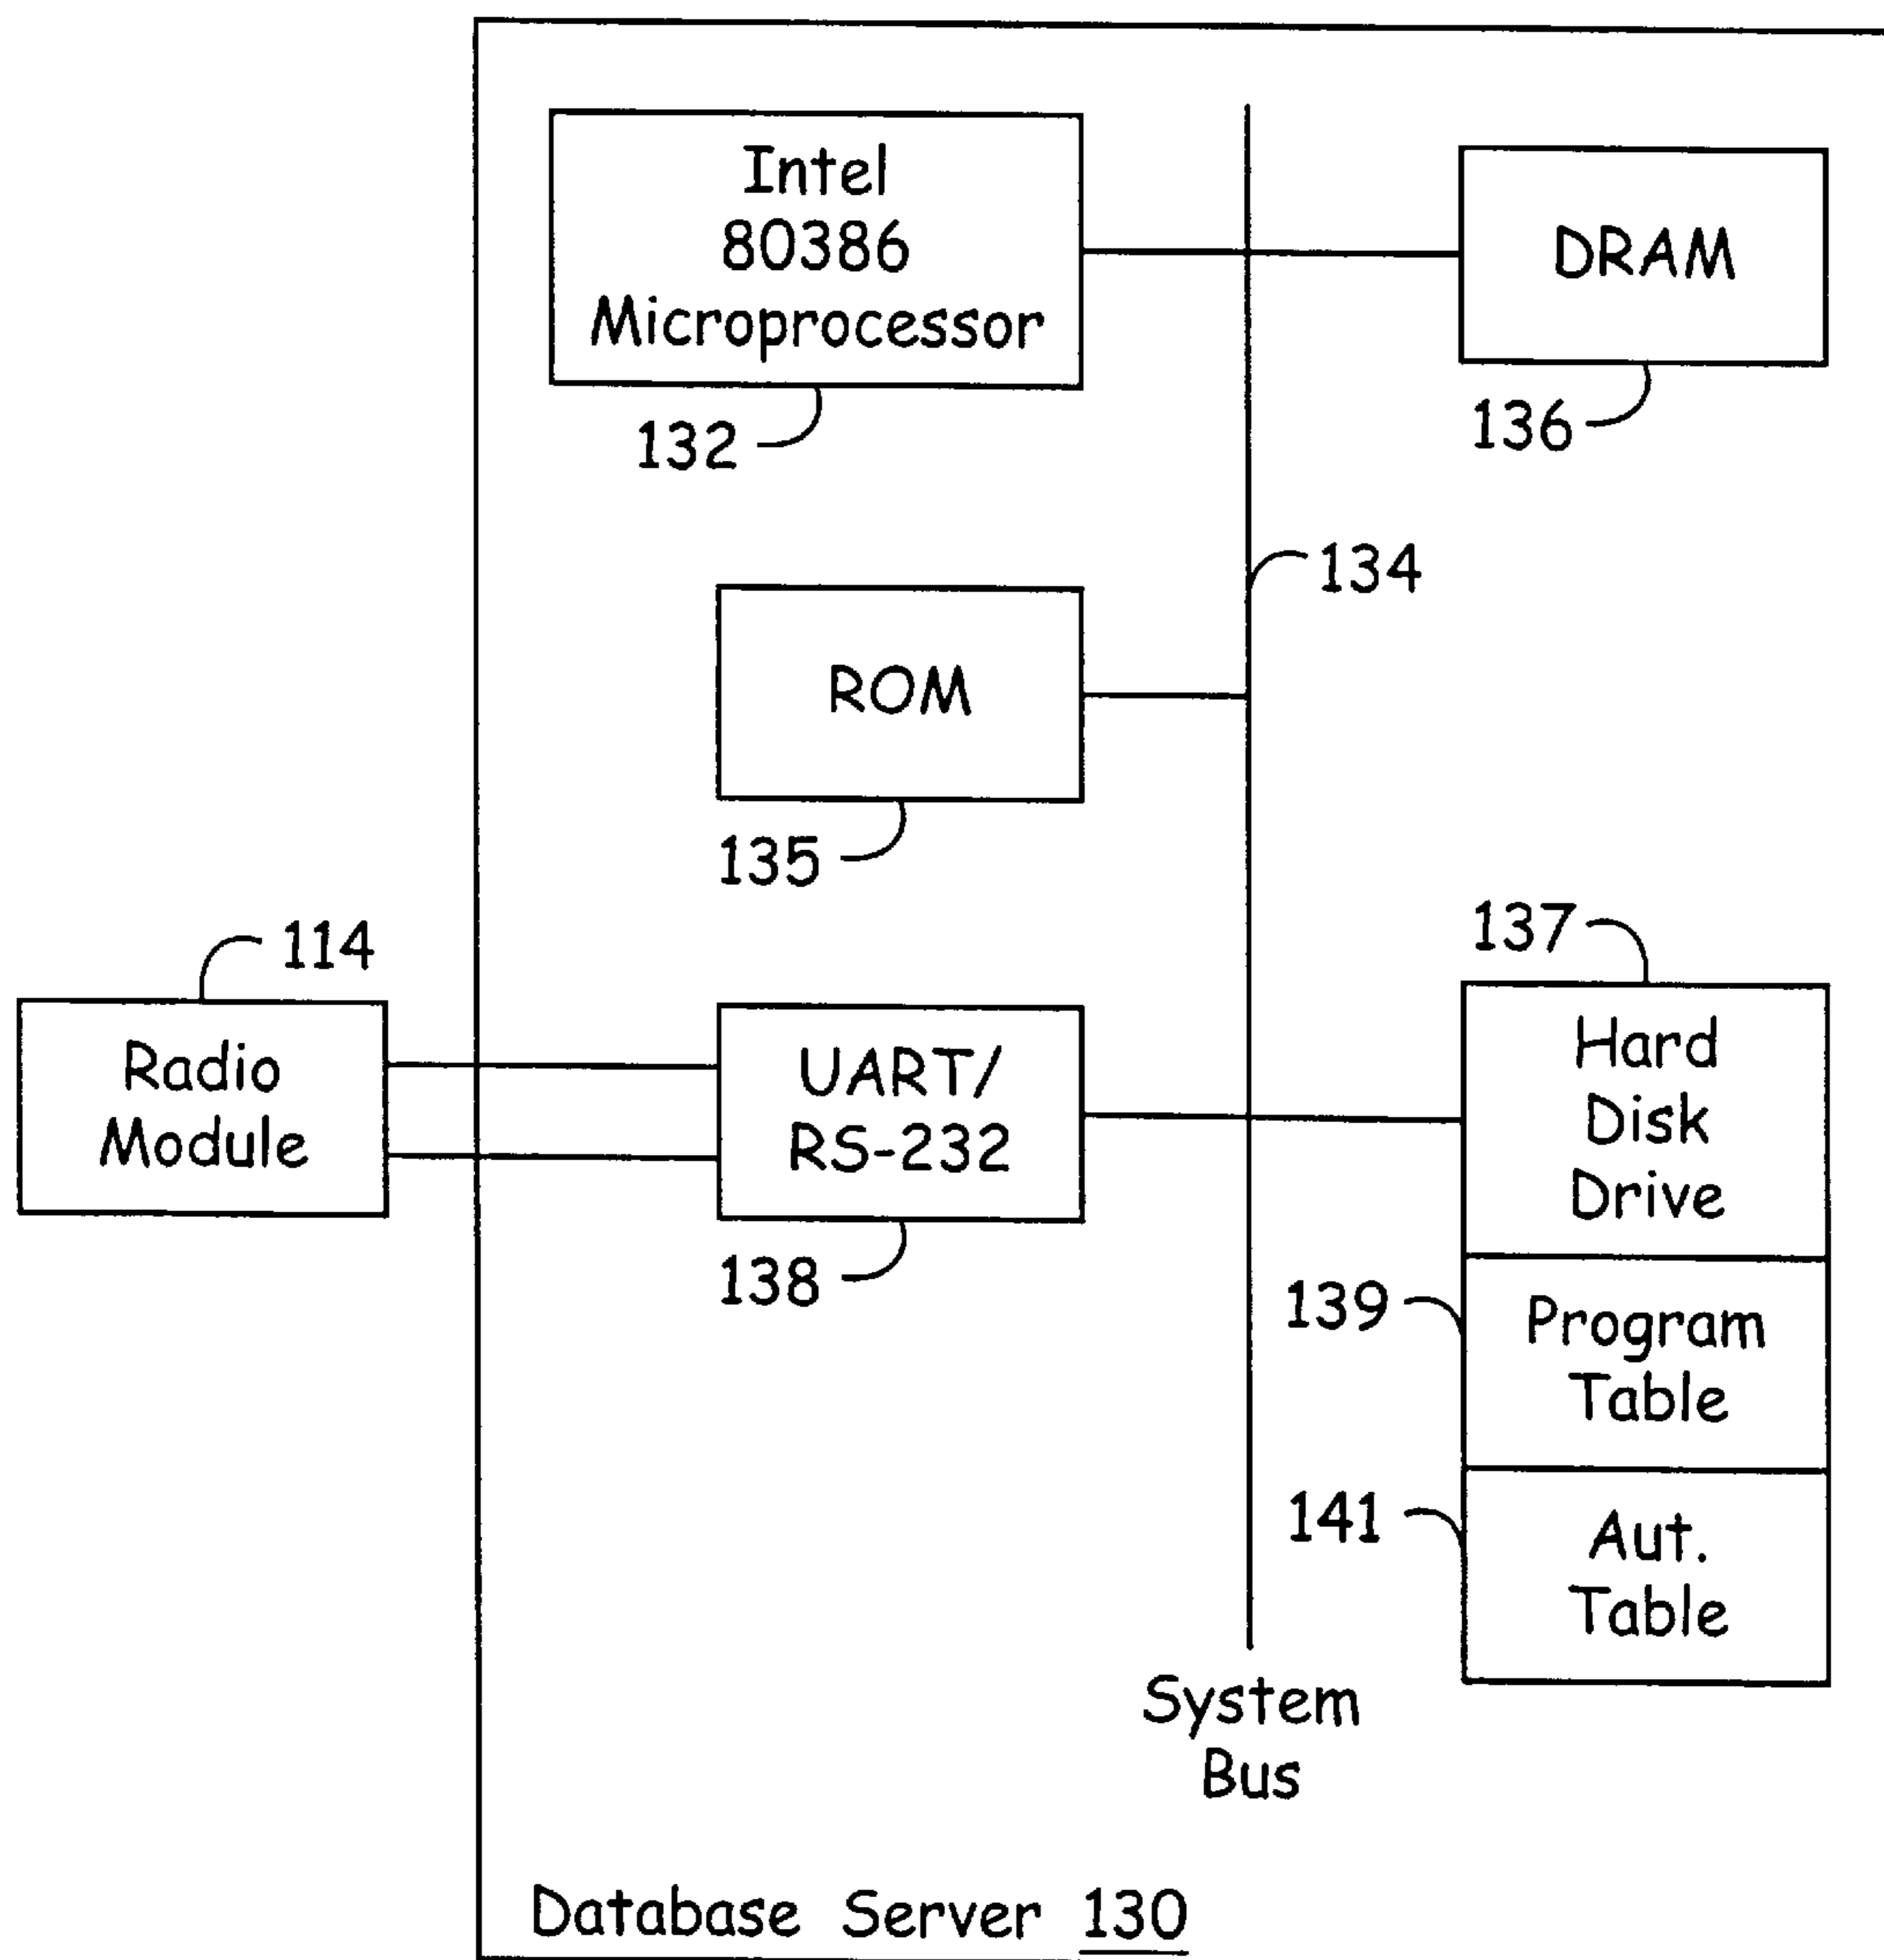 Intel
80386
Microprocessor
132
DRAM
136
134
ROM
135
114
Radio
Module
UART/
RS-232
138
137
Hard
Disk
Drive
139
Program
Table
141
Aut.
Table
System
Bus
Database Server 130